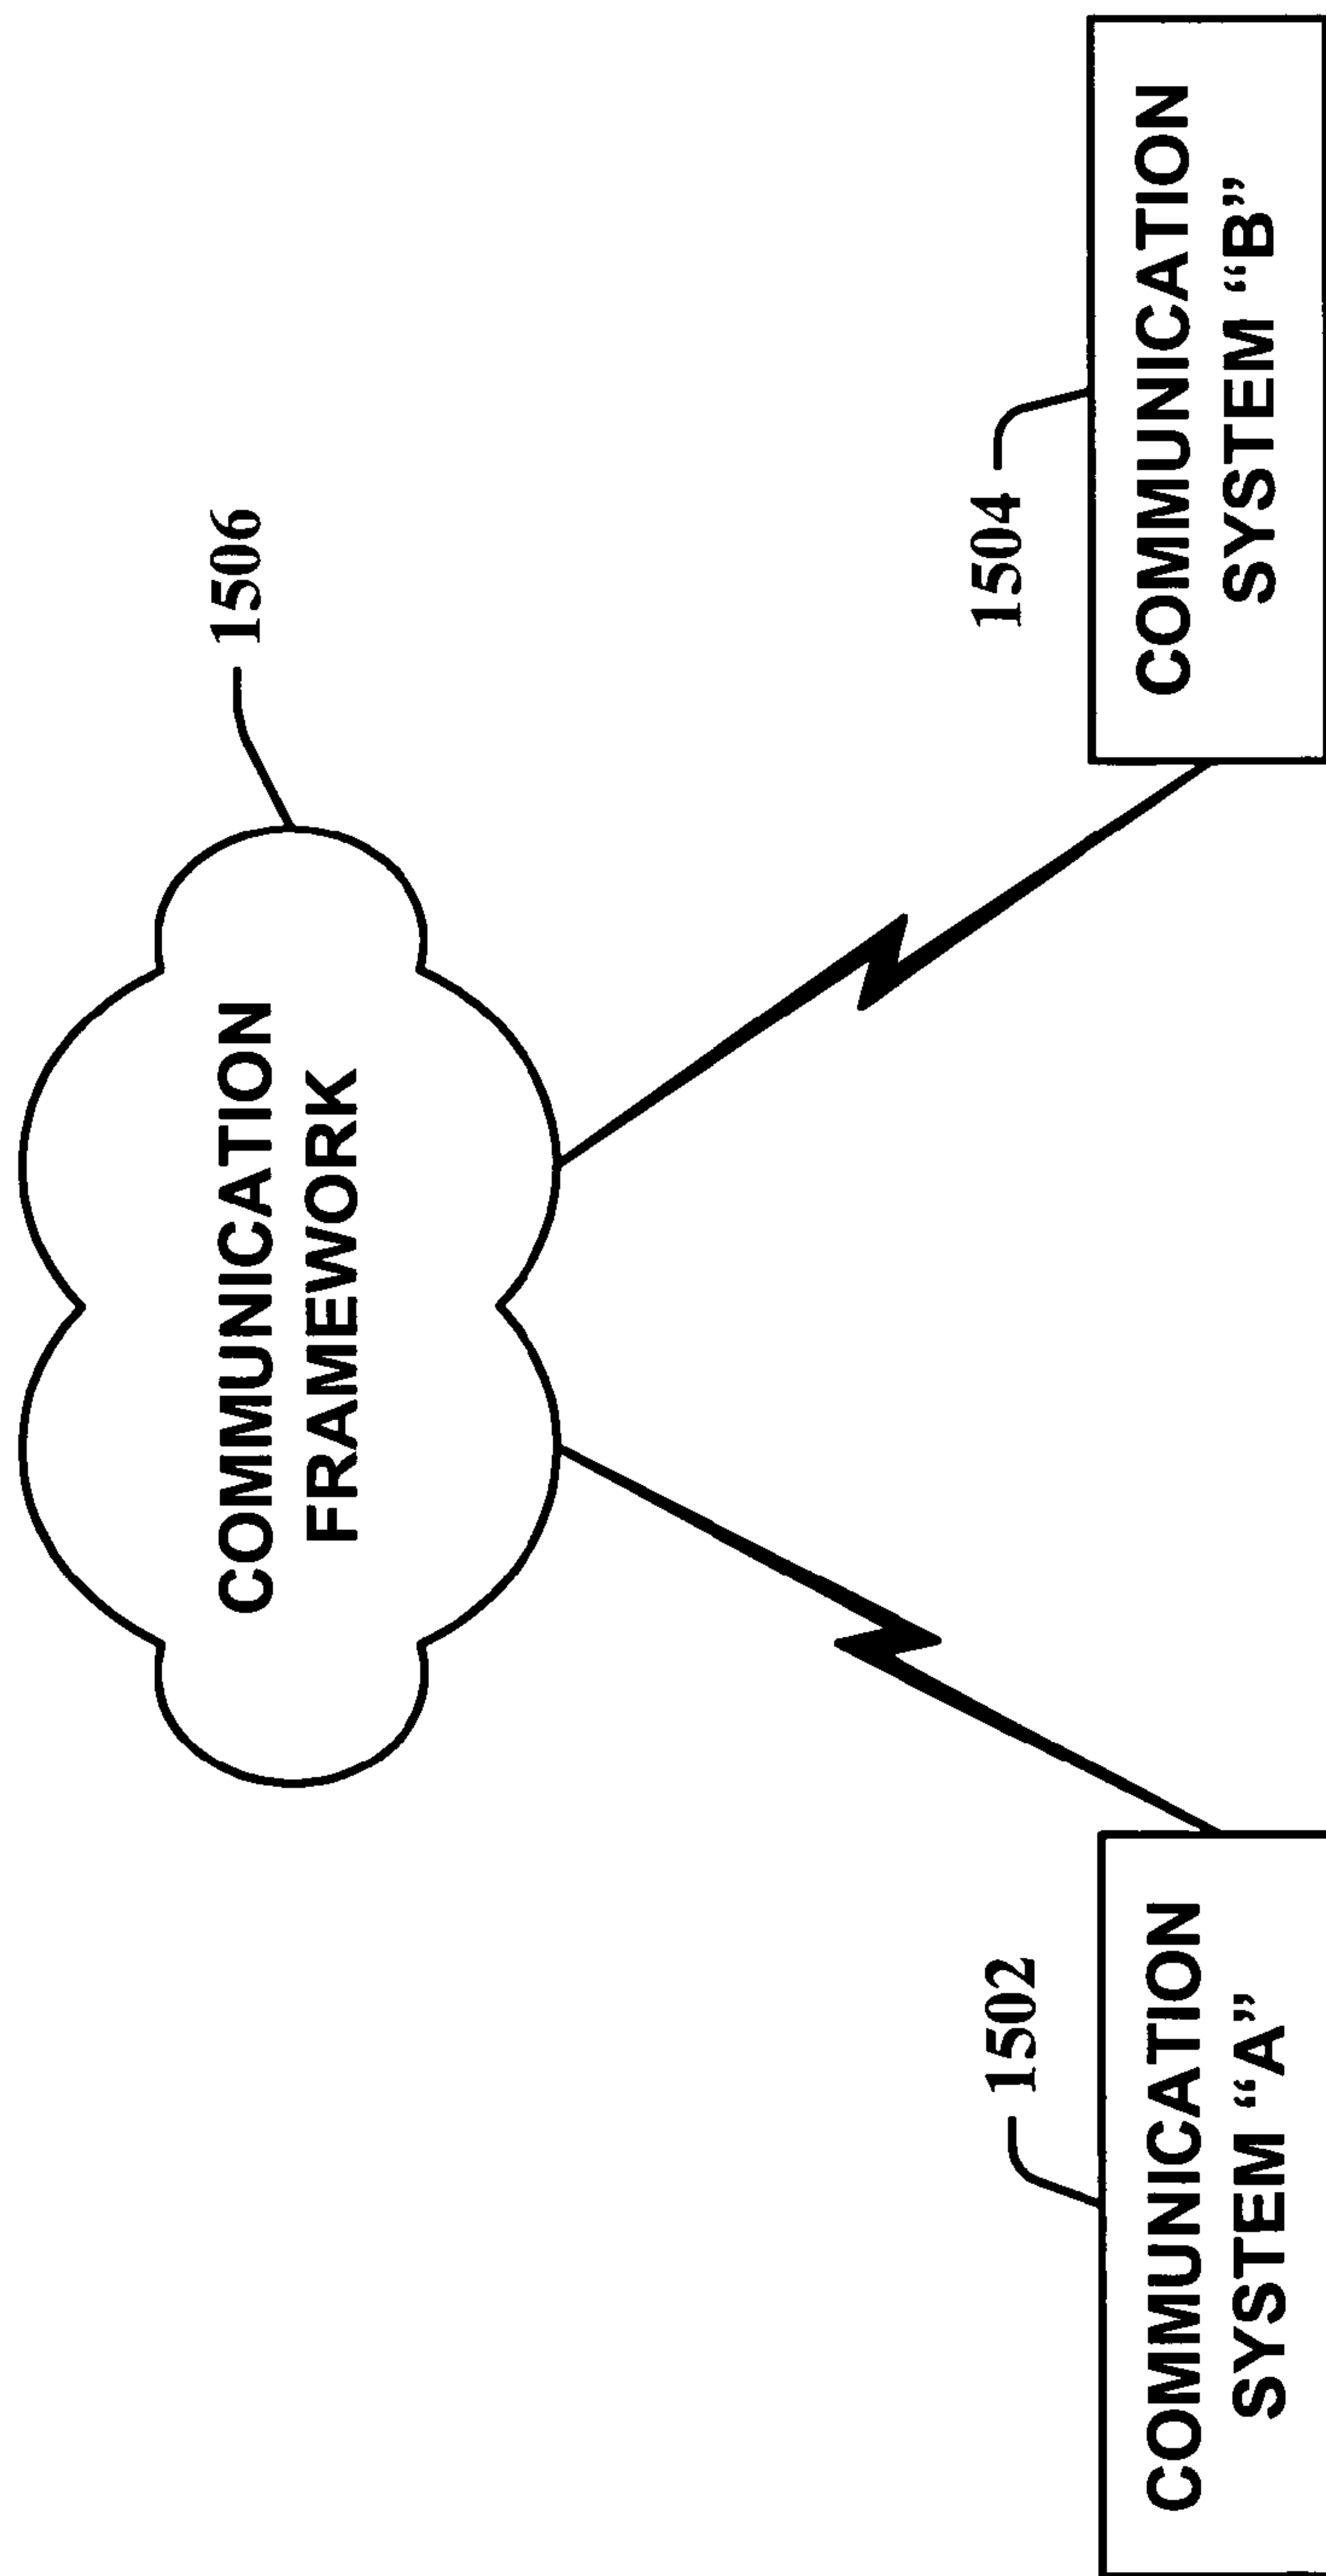 1506
COMMUNICATION
FRAMEWORK
1502
1504
COMMUNICATION
SYSTEM “A”
COMMUNICATION
SYSTEM “B”